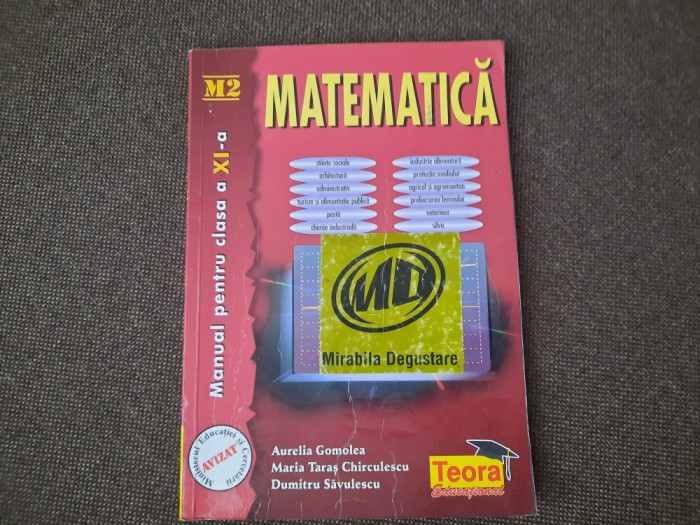 M2
MATEMATICĂ
Manual pentru clasa a XI-a
științe sociale
arhitectură
administrativ
turism și alimentație publică
poștă
chimie industrială
industrie alimentară
protecția mediului
agricol și agromontan
prelucrarea lemnului
veterinar
silvic
MD
Mirabila Degustare
Ministerul Educației și Cercetării
AVIZAT
Aurelia Gomolea
Maria Taraș Chirculescu
Dumitru Săvulescu
Teora
Educațional